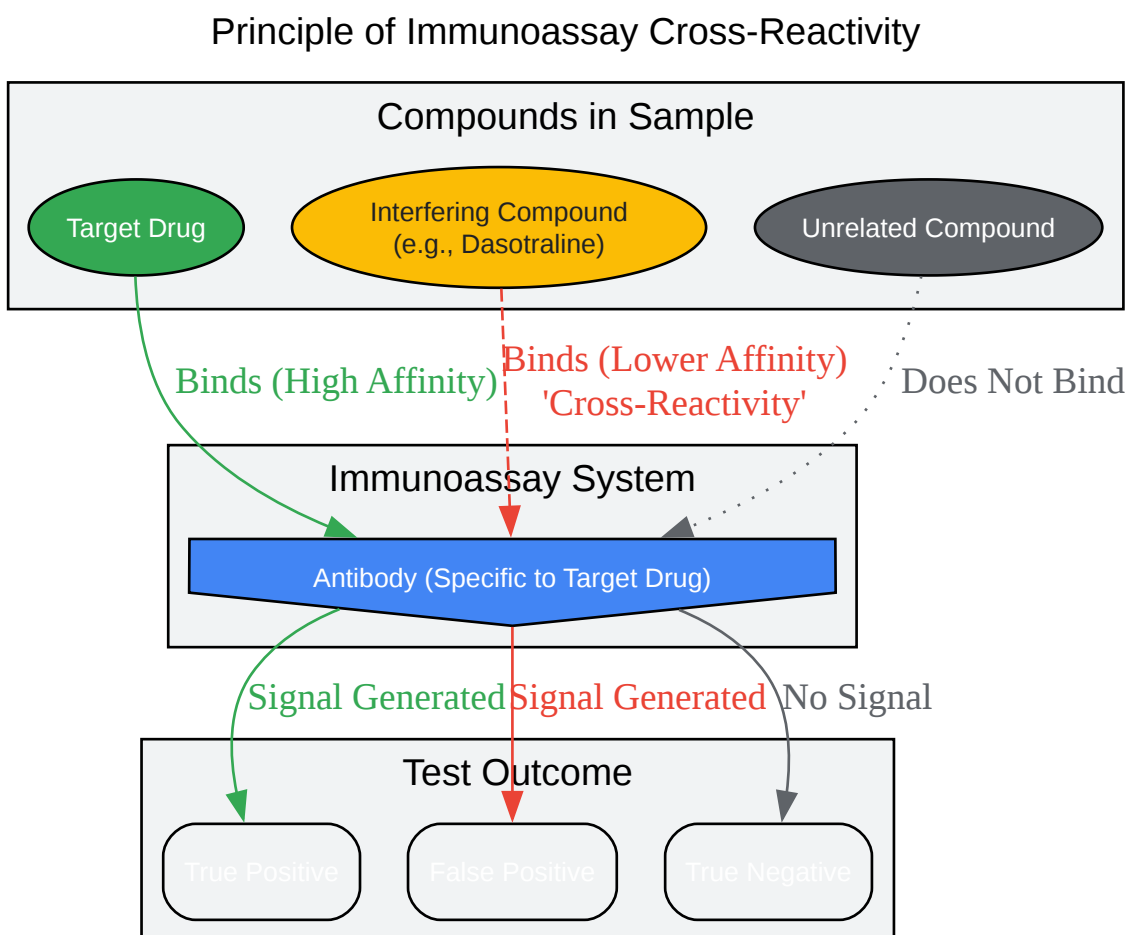 Principle of Immunoassay Cross-Reactivity
Compounds in Sample
Target Drug
Interfering Compound
(e.g., Dasotraline)
Unrelated Compound
Binds (High Affinity)
Binds (Lower Affinity)
'Cross-Reactivity'
Does Not Bind
Immunoassay System
Antibody (Specific to Target Drug)
Signal Generated
Signal Generated
No Signal
Test Outcome
True Positive
False Positive
True Negative